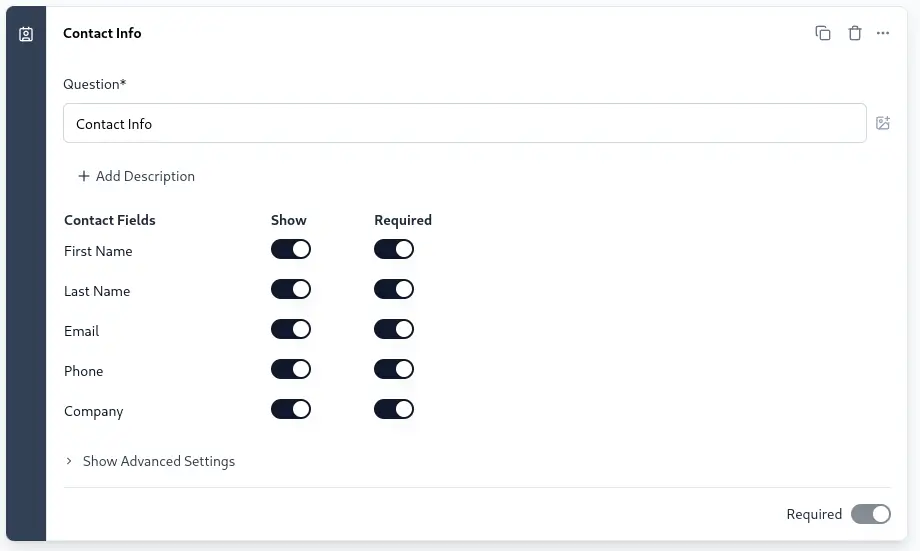 Contact Info
Question*
Contact Info
Add Description
Contact Fields Show Required
First Name
Last Name
Email
Phone
Company
Show Advanced Settings
Required